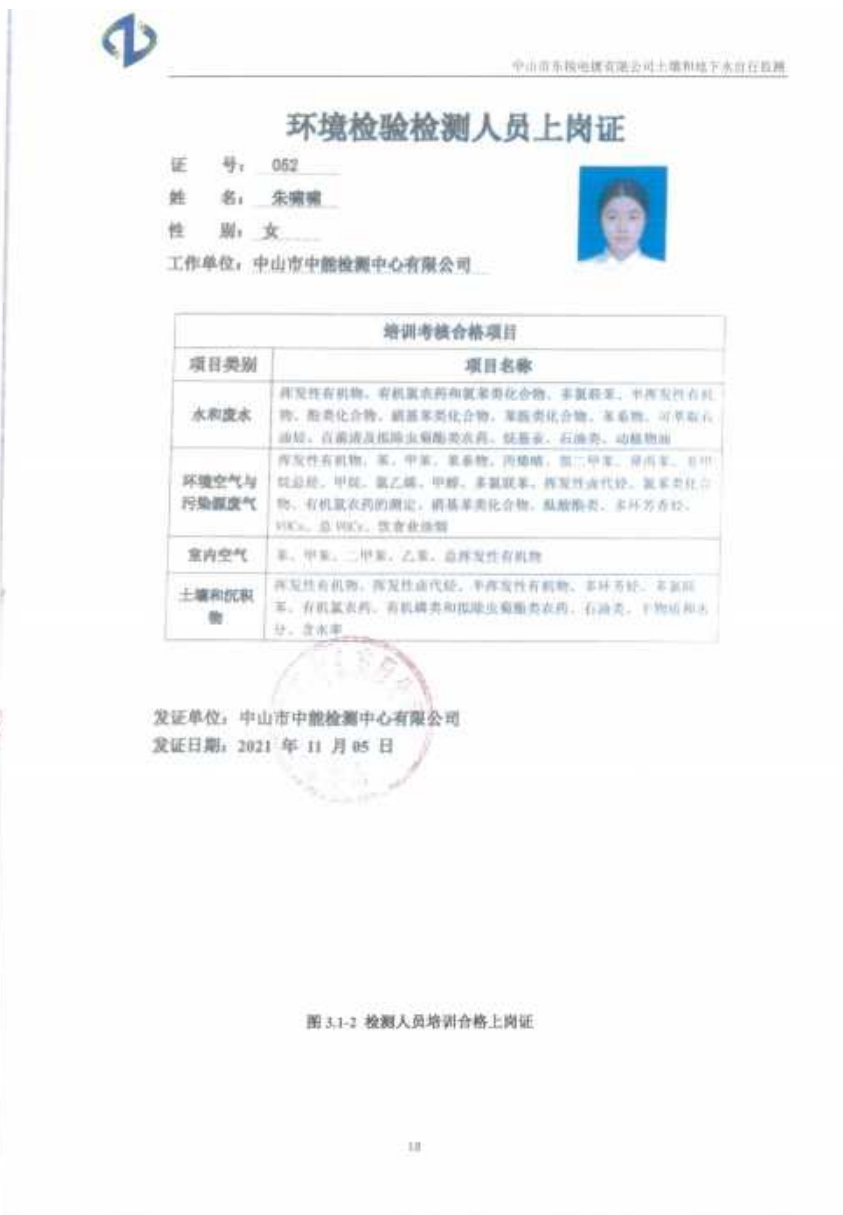 中山市东骏电镀有限公司土壤和地下水自行监测
环境检验检测人员上岗证
证 号： 052
姓 名： 朱啸啸
性 别： 女
工作单位：中山市中能检测中心有限公司
培训考核合格项目
项目类别 项目名称
水和废水
挥发性有机物、有机氯农药和氯苯类化合物、多氯联苯、半挥发性有机
物、酚类化合物、硝基苯类化合物、苯胺类化合物、苯系物、可萃取石
油烃、百菌清及拟除虫菊酯类农药、烷基汞、石油类、动植物油
环境空气与
污染源废气
挥发性有机物、苯、甲苯、苯系物、丙烯腈、二甲苯、异丙苯、非甲
烷总烃、甲烷、氯乙烯、甲醇、多氯联苯、挥发性卤代烃、氯苯类化合
物、有机氯农药的测定、硝基苯类化合物、酞酸酯类、多环芳香烃、
VOCs、总 VOCs、饮食业油烟
室内空气
苯、甲苯、二甲苯、乙苯、总挥发性有机物
土壤和沉积
物
挥发性有机物、挥发性卤代烃、半挥发性有机物、多环芳烃、多氯联
苯、有机氯农药、有机磷类和拟除虫菊酯类农药、石油类、干物质和水
分、含水率
发证单位：中山市中能检测中心有限公司
发证日期：2021 年 11 月 05 日
图 3.1-2 检测人员培训合格上岗证
18